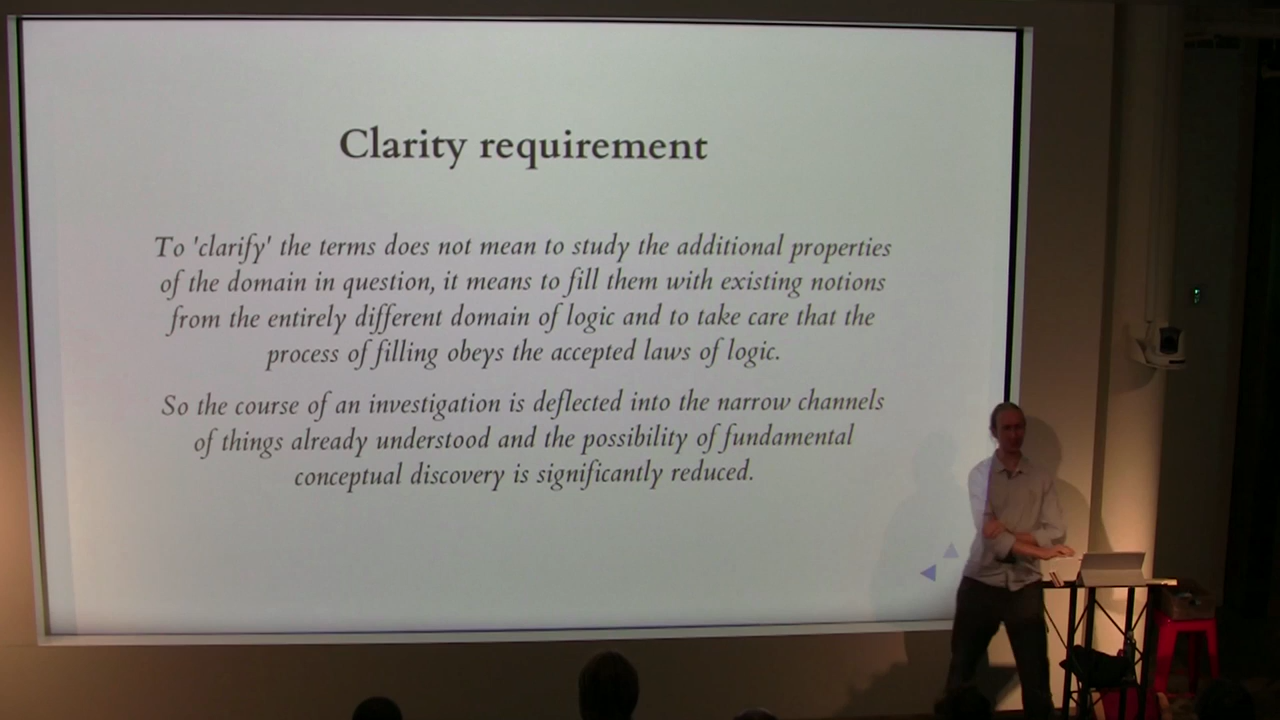 Clarity requirement
To 'clarify' the terms does not mean to study the additional properties
of the domain in question, it means to fill them with existing notions
from the entirely different domain of logic and to take care that the
process of filling obeys the accepted laws of logic.
So the course of an investigation is deflected into the narrow channels
of things already understood and the possibility of fundamental
conceptual discovery is significantly reduced.